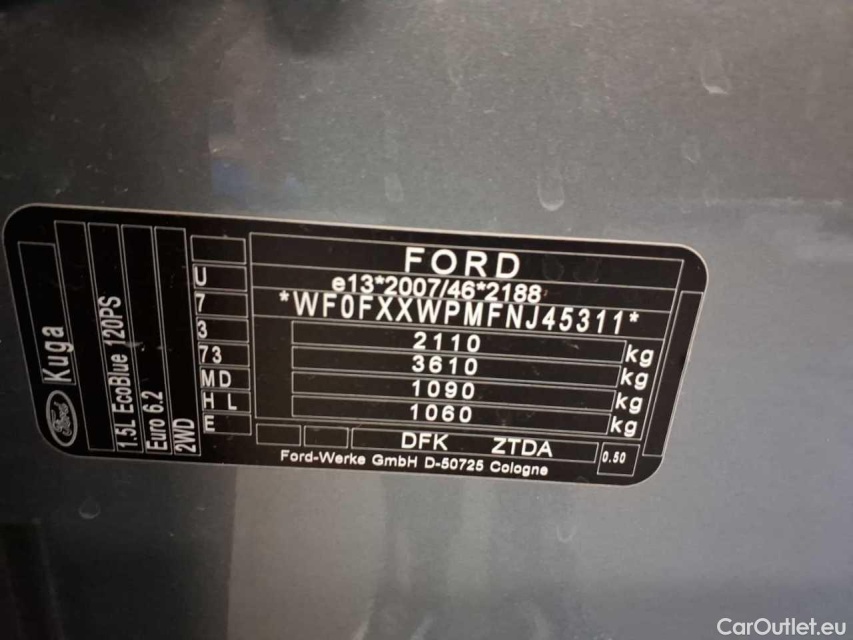 FORD
e13*2007/46*2188
*WF0FXXWPMFNJ45311*
2110 kg
3610 kg
1090 kg
1060 kg
DFK ZTDA 0.50
Ford-Werke GmbH D-50725 Cologne
U
7
3
73
MD
H L
E
Kuga
Ford
1.5L EcoBlue 120PS
Euro 6.2
2WD
CarOutlet.eu